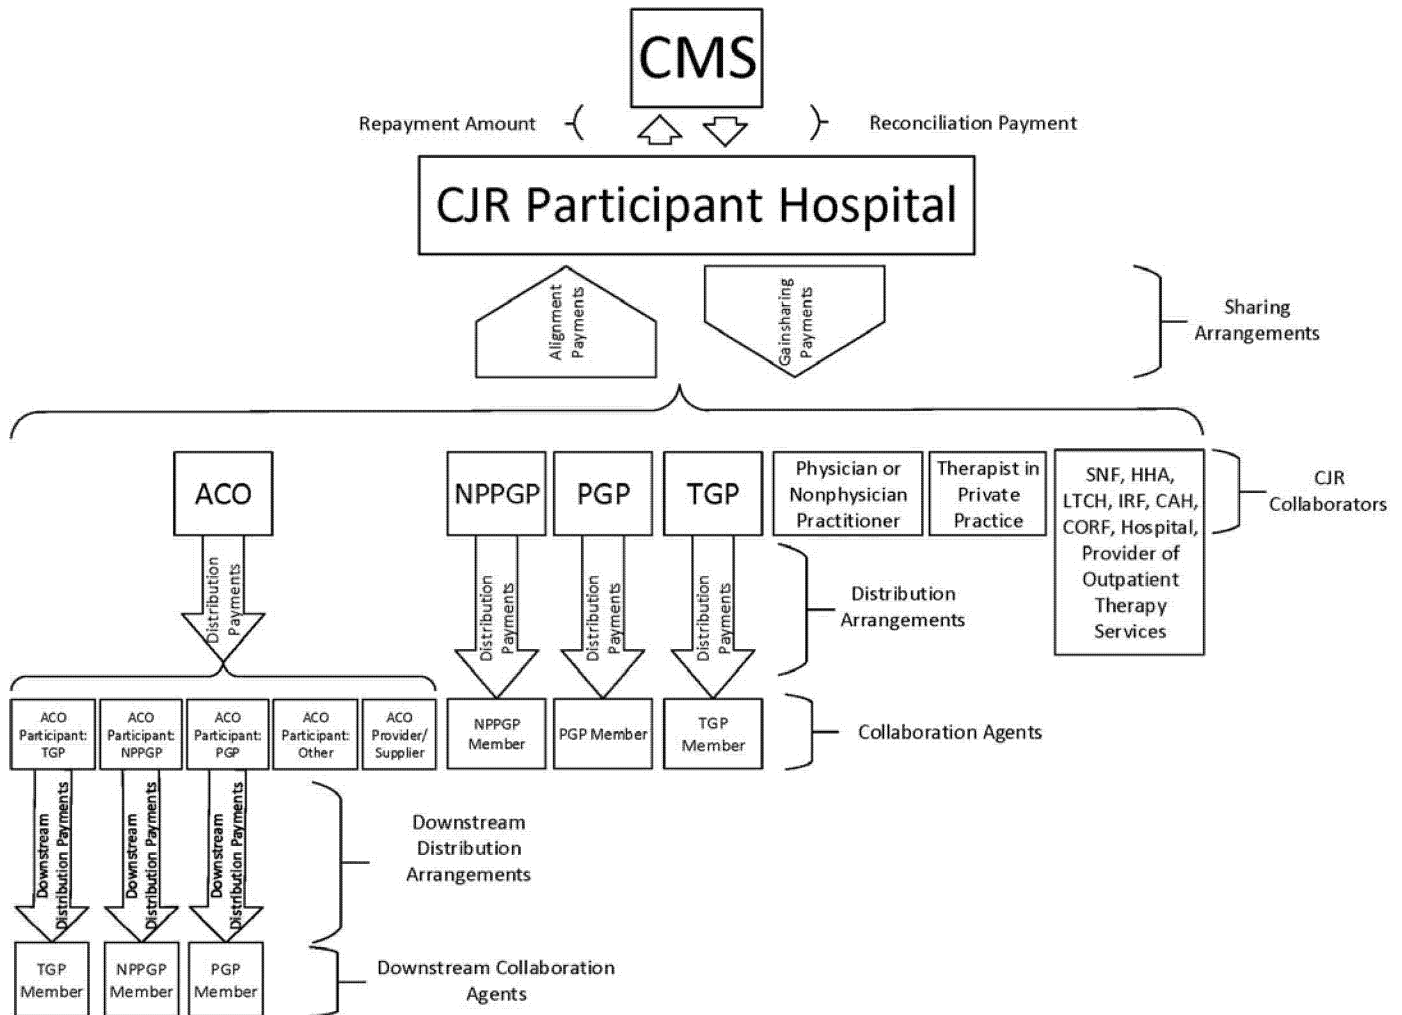 CMS
Repayment Amount
Reconciliation Payment
CJR Participant Hospital
Alignment
Payments
Gainsharing
Payments
Sharing
Arrangements
ACO
NPPGP
PGP
TGP
Physician or
Nonphysician
Practitioner
Therapist in
Private
Practice
SNF, HHA,
LTCH, IRF, CAH,
CORF, Hospital,
Provider of
Outpatient
Therapy
Services
CJR
Collaborators
Distribution
Payments
Distribution
Payments
Distribution
Payments
Distribution
Payments
Distribution
Arrangements
ACO
Participant:
TGP
ACO
Participant:
NPPGP
ACO
Participant:
PGP
ACO
Participant:
Other
ACO
Provider/
Supplier
NPPGP
Member
PGP Member
TGP
Member
Collaboration Agents
Downstream
Distribution Payments
Downstream
Distribution Payments
Downstream
Distribution Payments
Downstream
Distribution
Arrangements
TGP
Member
NPPGP
Member
PGP
Member
Downstream Collaboration
Agents